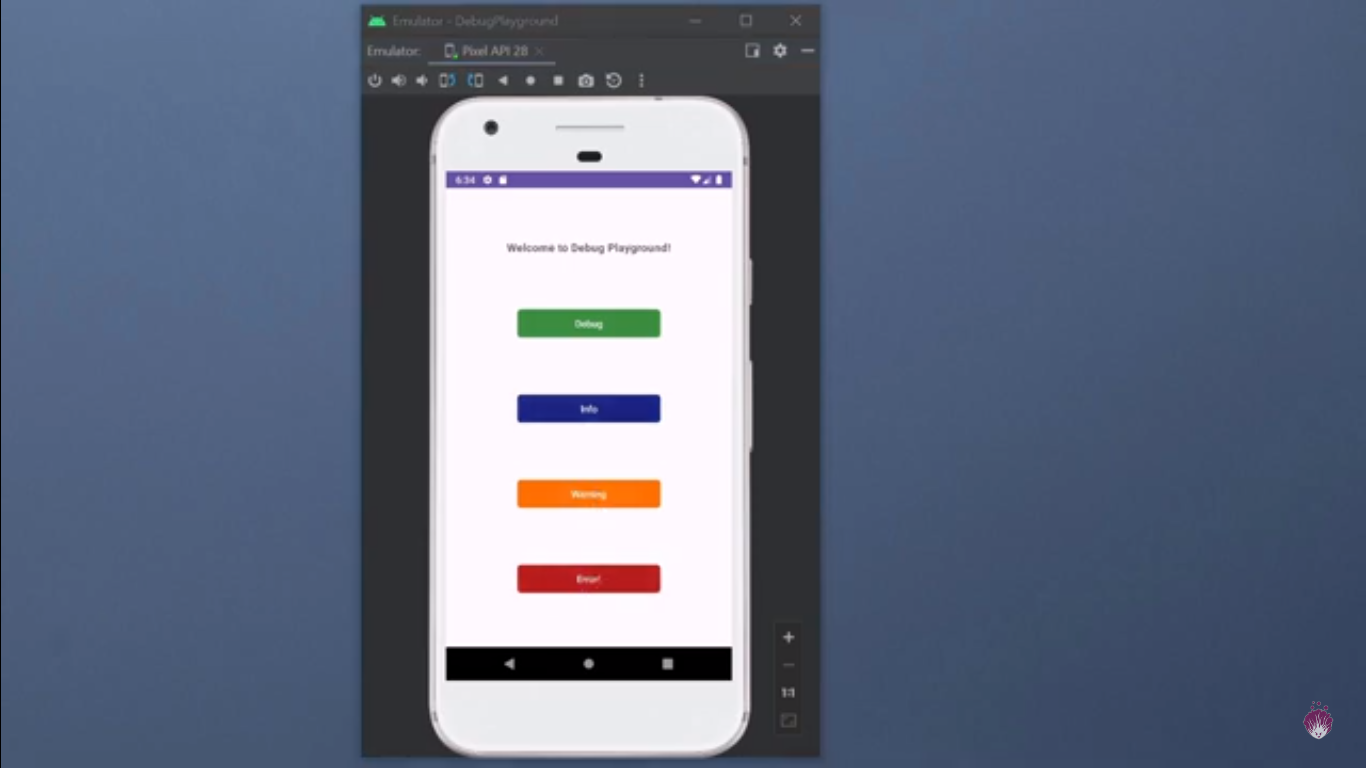 Emulator - DebugPlayground
Emulator: Pixel API 28
6:34
Welcome to Debug Playground!
Debug
Info
Warning
Error!
1:1